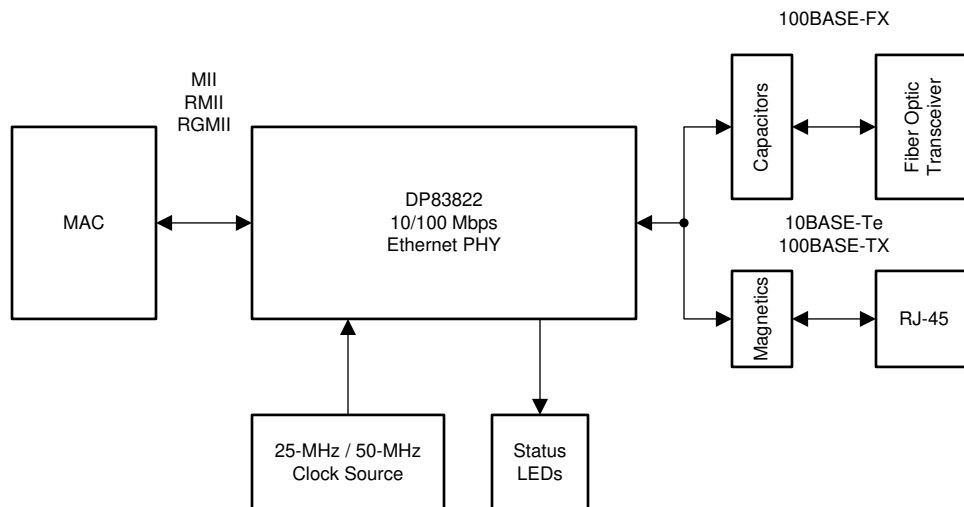 100BASE-FX
MII
RMII
RGMII
MAC
DP83822
10/100 Mbps
Ethernet PHY
Capacitors
Fiber Optic
Transceiver
10BASE-Te
100BASE-TX
Magnetics
RJ-45
25-MHz / 50-MHz
Clock Source
Status
LEDs